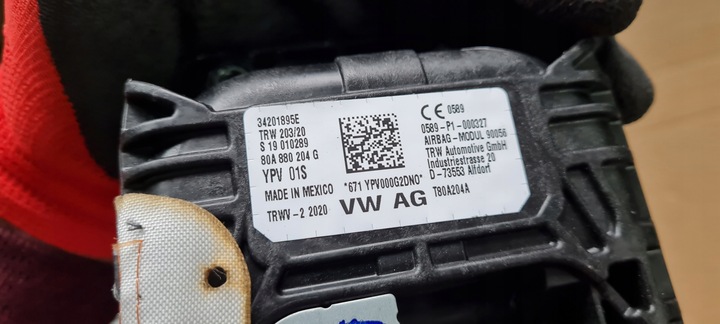 34201895E
TRW 203/20
S 19 010289
80A 880 204 G
YPV 01S
MADE IN MEXICO
TRWV-2 2020
*671 YPV000G2DNO*
VW AG
CE 0589
0589-P1-000327
AIRBAG-MODUL 90056
TRW Automotive GmbH
Industriestrasse 20
D-73553 Alfdorf
T80A204A